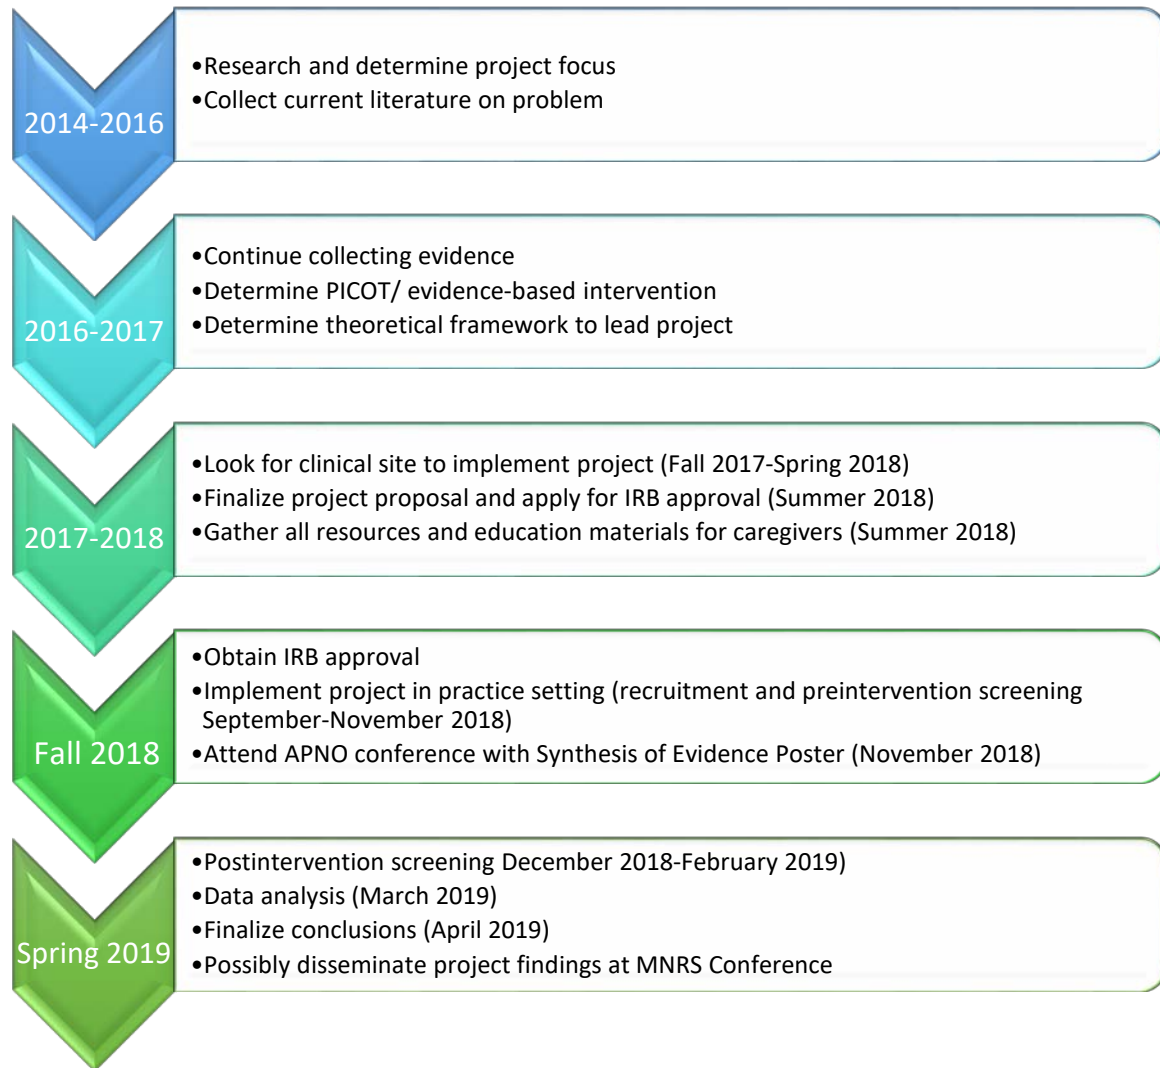 2014-2016
•Research and determine project focus
•Collect current literature on problem
2016-2017
•Continue collecting evidence
•Determine PICOT/ evidence-based intervention
•Determine theoretical framework to lead project
2017-2018
•Look for clinical site to implement project (Fall 2017-Spring 2018)
•Finalize project proposal and apply for IRB approval (Summer 2018)
•Gather all resources and education materials for caregivers (Summer 2018)
Fall 2018
•Obtain IRB approval
•Implement project in practice setting (recruitment and preintervention screening
September-November 2018)
•Attend APNO conference with Synthesis of Evidence Poster (November 2018)
Spring 2019
•Postintervention screening December 2018-February 2019)
•Data analysis (March 2019)
•Finalize conclusions (April 2019)
•Possibly disseminate project findings at MNRS Conference